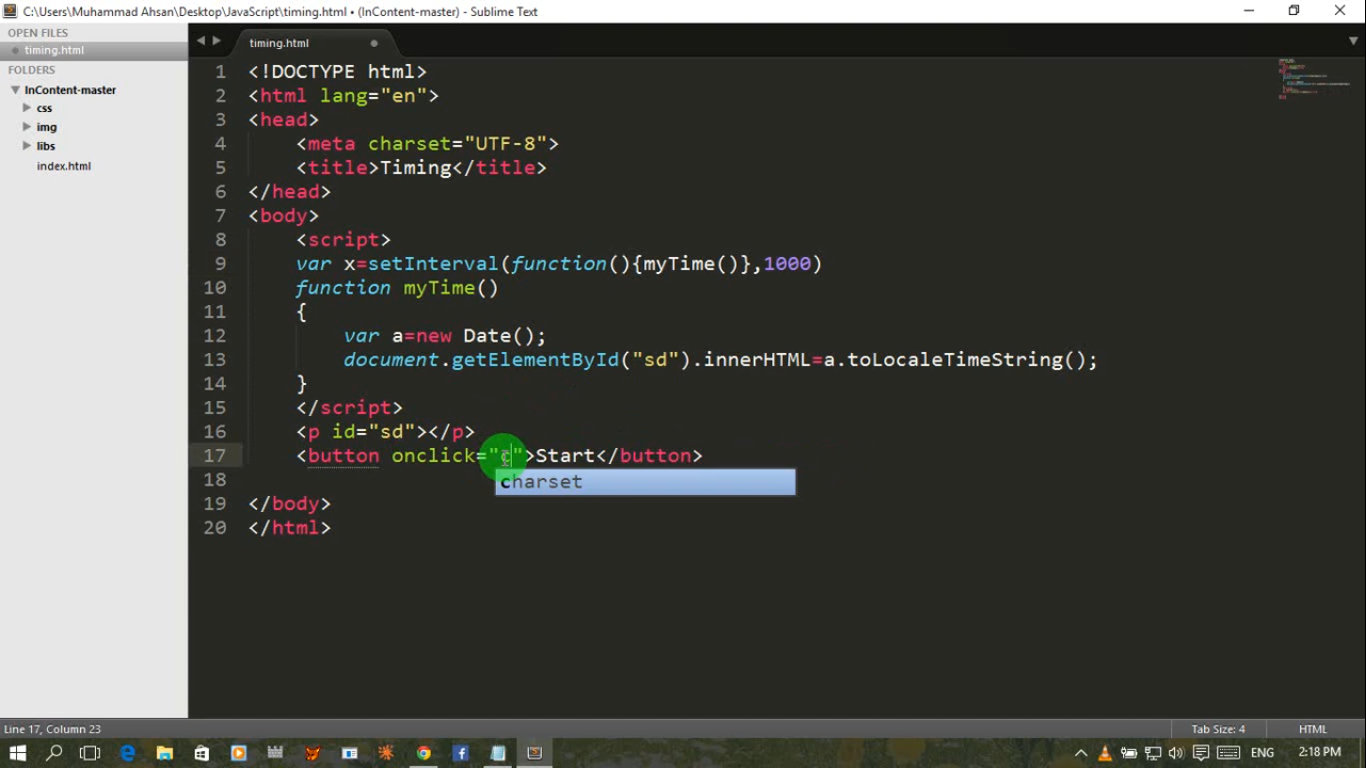 C:\Users\Muhammad Ahsan\Desktop\JavaScript\timing.html • (InContent-master) - Sublime Text
OPEN FILES
timing.html
FOLDERS
InContent-master
css
img
libs
index.html
timing.html
1 <!DOCTYPE html>
2 <html lang="en">
3 <head>
4 <meta charset="UTF-8">
5 <title>Timing</title>
6 </head>
7 <body>
8 <script>
9 var x=setInterval(function(){myTime()},1000)
10 function myTime()
11 {
12 var a=new Date();
13 document.getElementById("sd").innerHTML=a.toLocaleTimeString();
14 }
15 </script>
16 <p id="sd"></p>
17 <button onclick="c">Start</button>
charset
18
19 </body>
20 </html>
Line 17, Column 23
Tab Size: 4
HTML
ENG
2:18 PM